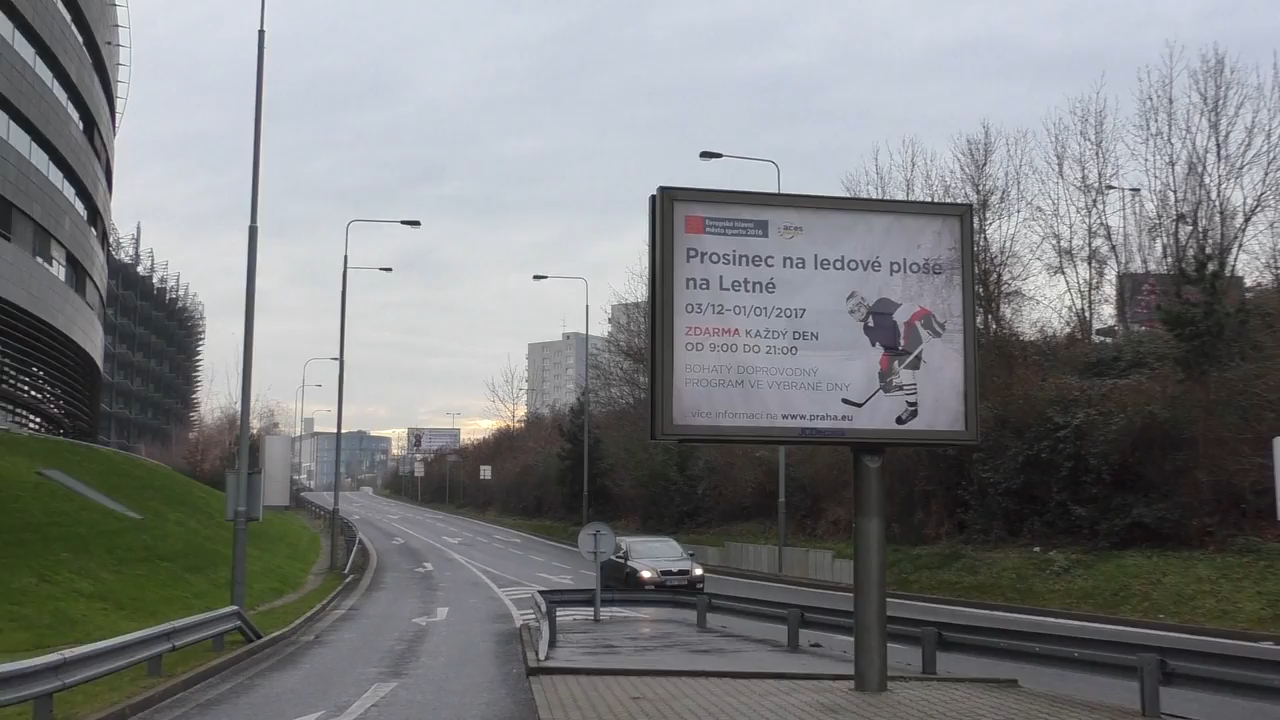 Evropské hlavní
město sportu 2016
aces
Prosinec na ledové ploše
na Letné
03/12–01/01/2017
ZDARMA KAŽDÝ DEN
OD 9:00 DO 21:00
BOHATÝ DOPROVODNÝ
PROGRAM VE VYBRANÉ DNY
...více informací na www.praha.eu
JCDecaux